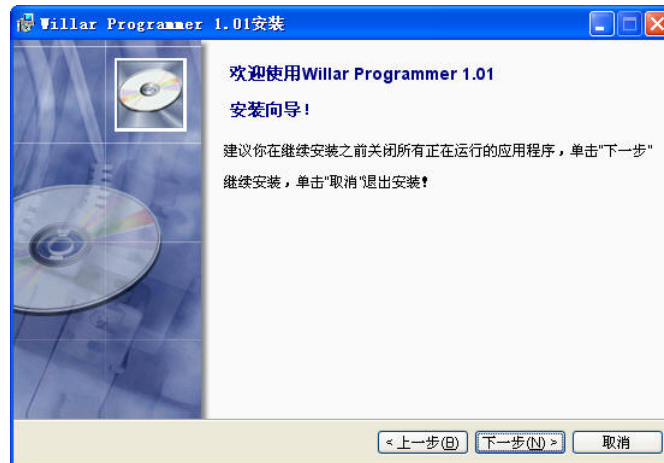 Willar Programmer 1.01安装
欢迎使用Willar Programmer 1.01
安装向导!
建议你在继续安装之前关闭所有正在运行的应用程序，单击"下一步"
继续安装，单击"取消"退出安装!
<上一步(B) 下一步(N)> 取消